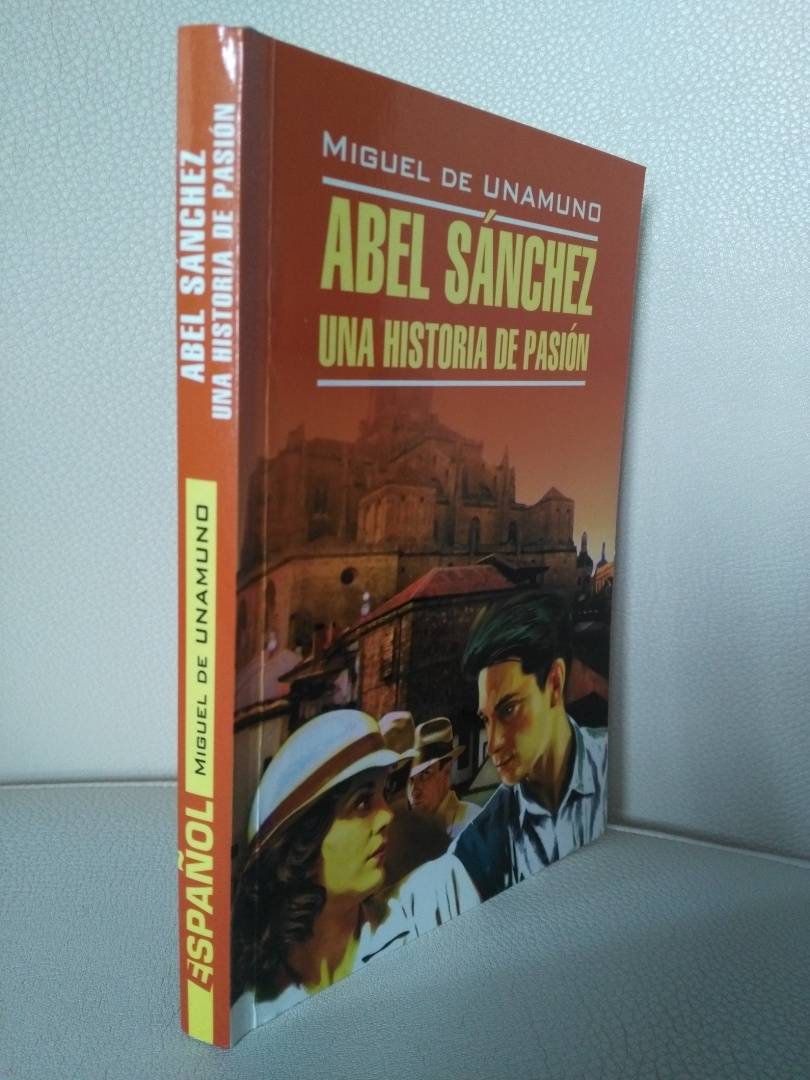 MIGUEL DE UNAMUNO
ABEL SÁNCHEZ
UNA HISTORIA DE PASIÓN
ABEL SÁNCHEZ
UNA HISTORIA DE PASIÓN
MIGUEL DE UNAMUNO
ESPAÑOL